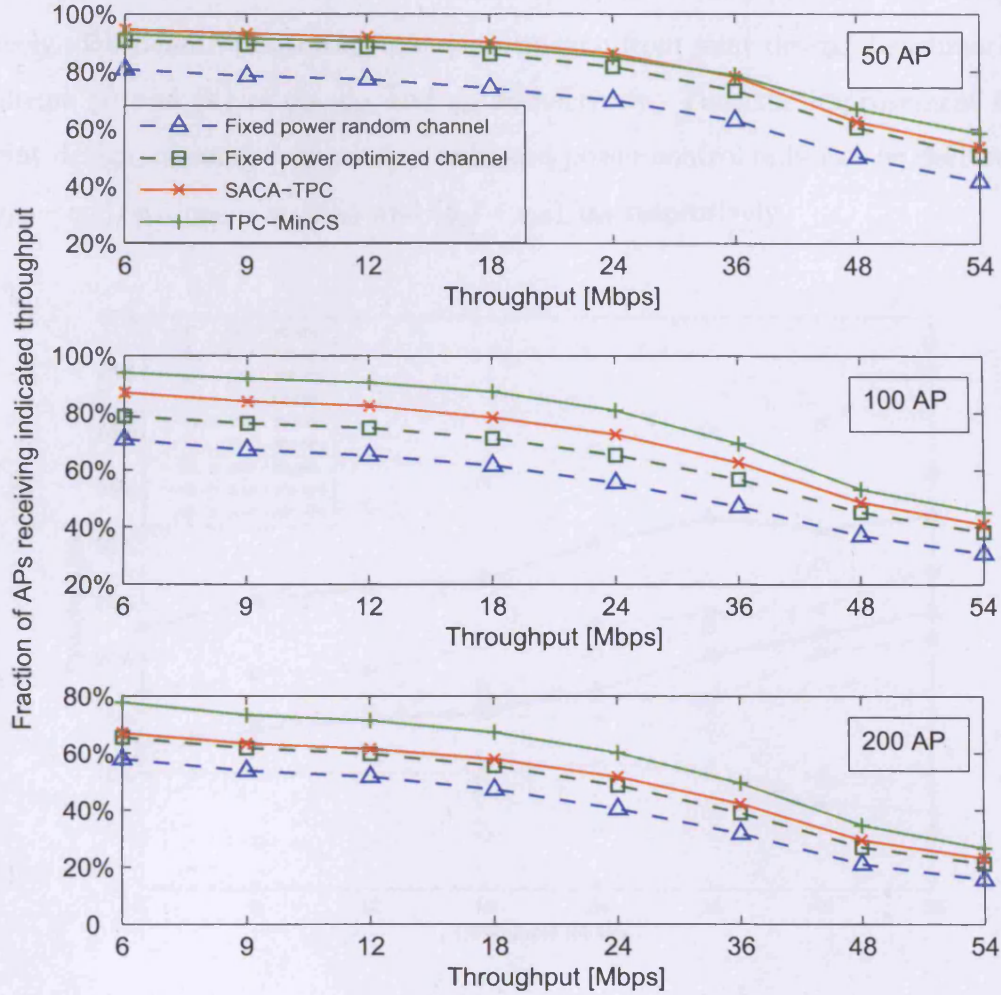 Fraction of APs receiving indicated throughput
100%
80%
60%
40%
20%
50 AP
Fixed power random channel
Fixed power optimized channel
SACA-TPC
TPC-MinCS
6 9 12 18 24 36 48 54
Throughput [Mbps]
100%
80%
60%
40%
20%
100 AP
6 9 12 18 24 36 48 54
Throughput [Mbps]
80%
60%
40%
20%
0
200 AP
6 9 12 18 24 36 48 54
Throughput [Mbps]